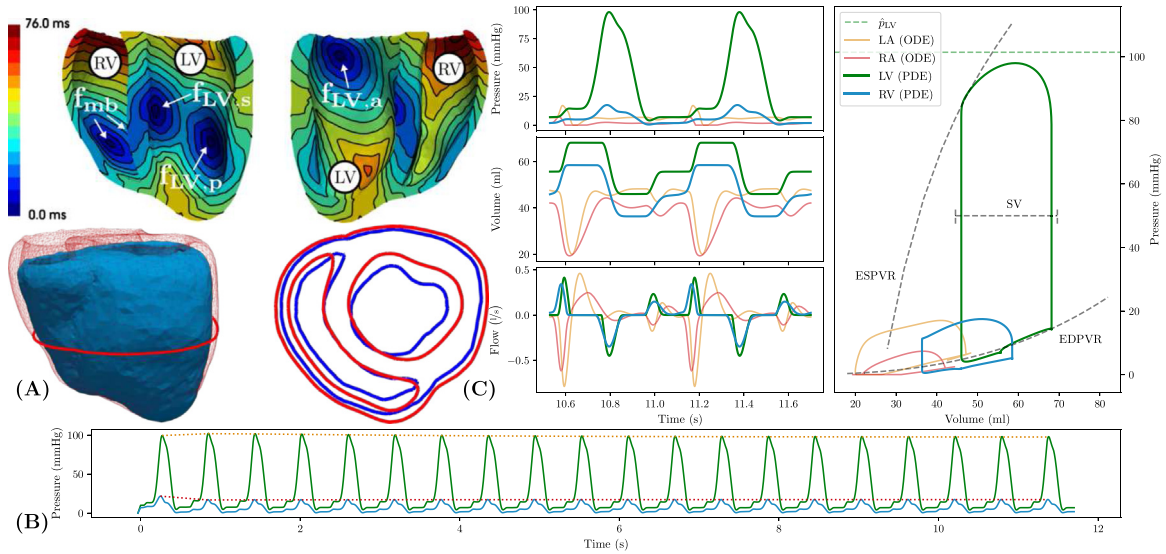 76.0 ms
0.0 ms
RV
LV
f_mb
f_LV,s
f_LV,p
f_LV,a
RV
LV
(A)
(C)
Pressure (mmHg)
100
75
50
25
0
Volume (ml)
60
40
20
Flow (l/s)
0.5
0.0
−0.5
10.6 10.8 11.0 11.2 11.4 11.6
Time (s)
p̂_LV
LA (ODE)
RA (ODE)
LV (PDE)
RV (PDE)
SV
ESPVR
EDPVR
100
80
60
40
20
0
Pressure (mmHg)
20 30 40 50 60 70 80
Volume (ml)
(B)
Pressure (mmHg)
100
50
0
0 2 4 6 8 10 12
Time (s)